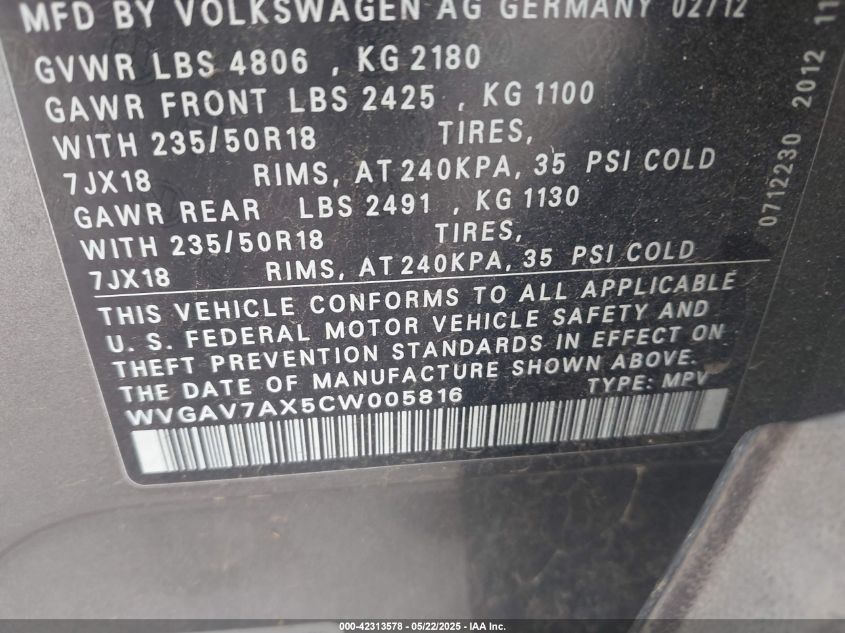 MFD BY VOLKSWAGEN AG GERMANY 02/12
GVWR LBS 4806 , KG 2180
GAWR FRONT LBS 2425 , KG 1100
WITH 235/50R18 TIRES,
7JX18 RIMS, AT 240KPA, 35 PSI COLD
GAWR REAR LBS 2491 , KG 1130
WITH 235/50R18 TIRES,
7JX18 RIMS, AT 240KPA, 35 PSI COLD
THIS VEHICLE CONFORMS TO ALL APPLICABLE
U. S. FEDERAL MOTOR VEHICLE SAFETY AND
THEFT PREVENTION STANDARDS IN EFFECT ON
THE DATE OF MANUFACTURE SHOWN ABOVE.
WVGAV7AX5CW005816 TYPE: MPV
0712230 2012 11
000-42313578 - 05/22/2025 - IAA Inc.